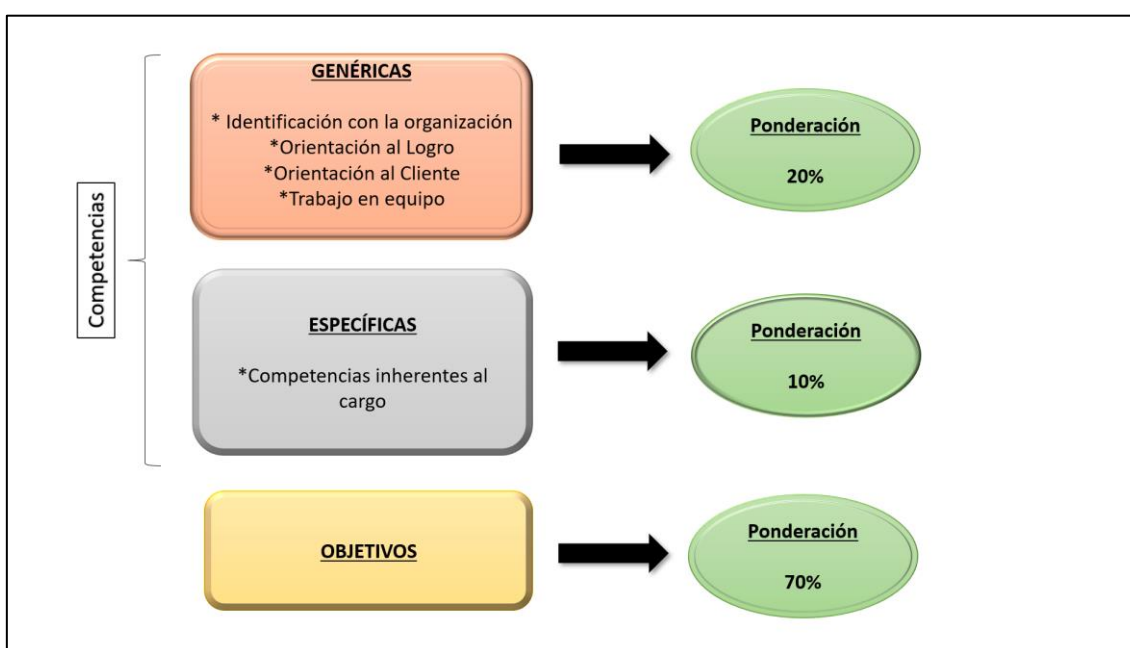 Competencias
GENÉRICAS
* Identificación con la organización
*Orientación al Logro
*Orientación al Cliente
*Trabajo en equipo
Ponderación
20%
ESPECÍFICAS
*Competencias inherentes al
cargo
Ponderación
10%
OBJETIVOS
Ponderación
70%